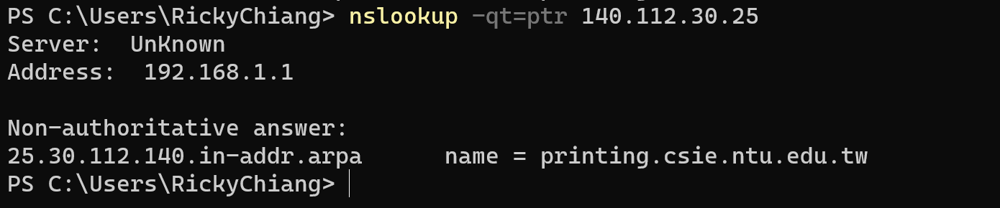 PS C:\Users\RickyChiang> nslookup -qt=ptr 140.112.30.25
Server:  UnKnown
Address:  192.168.1.1

Non-authoritative answer:
25.30.112.140.in-addr.arpa      name = printing.csie.ntu.edu.tw
PS C:\Users\RickyChiang>